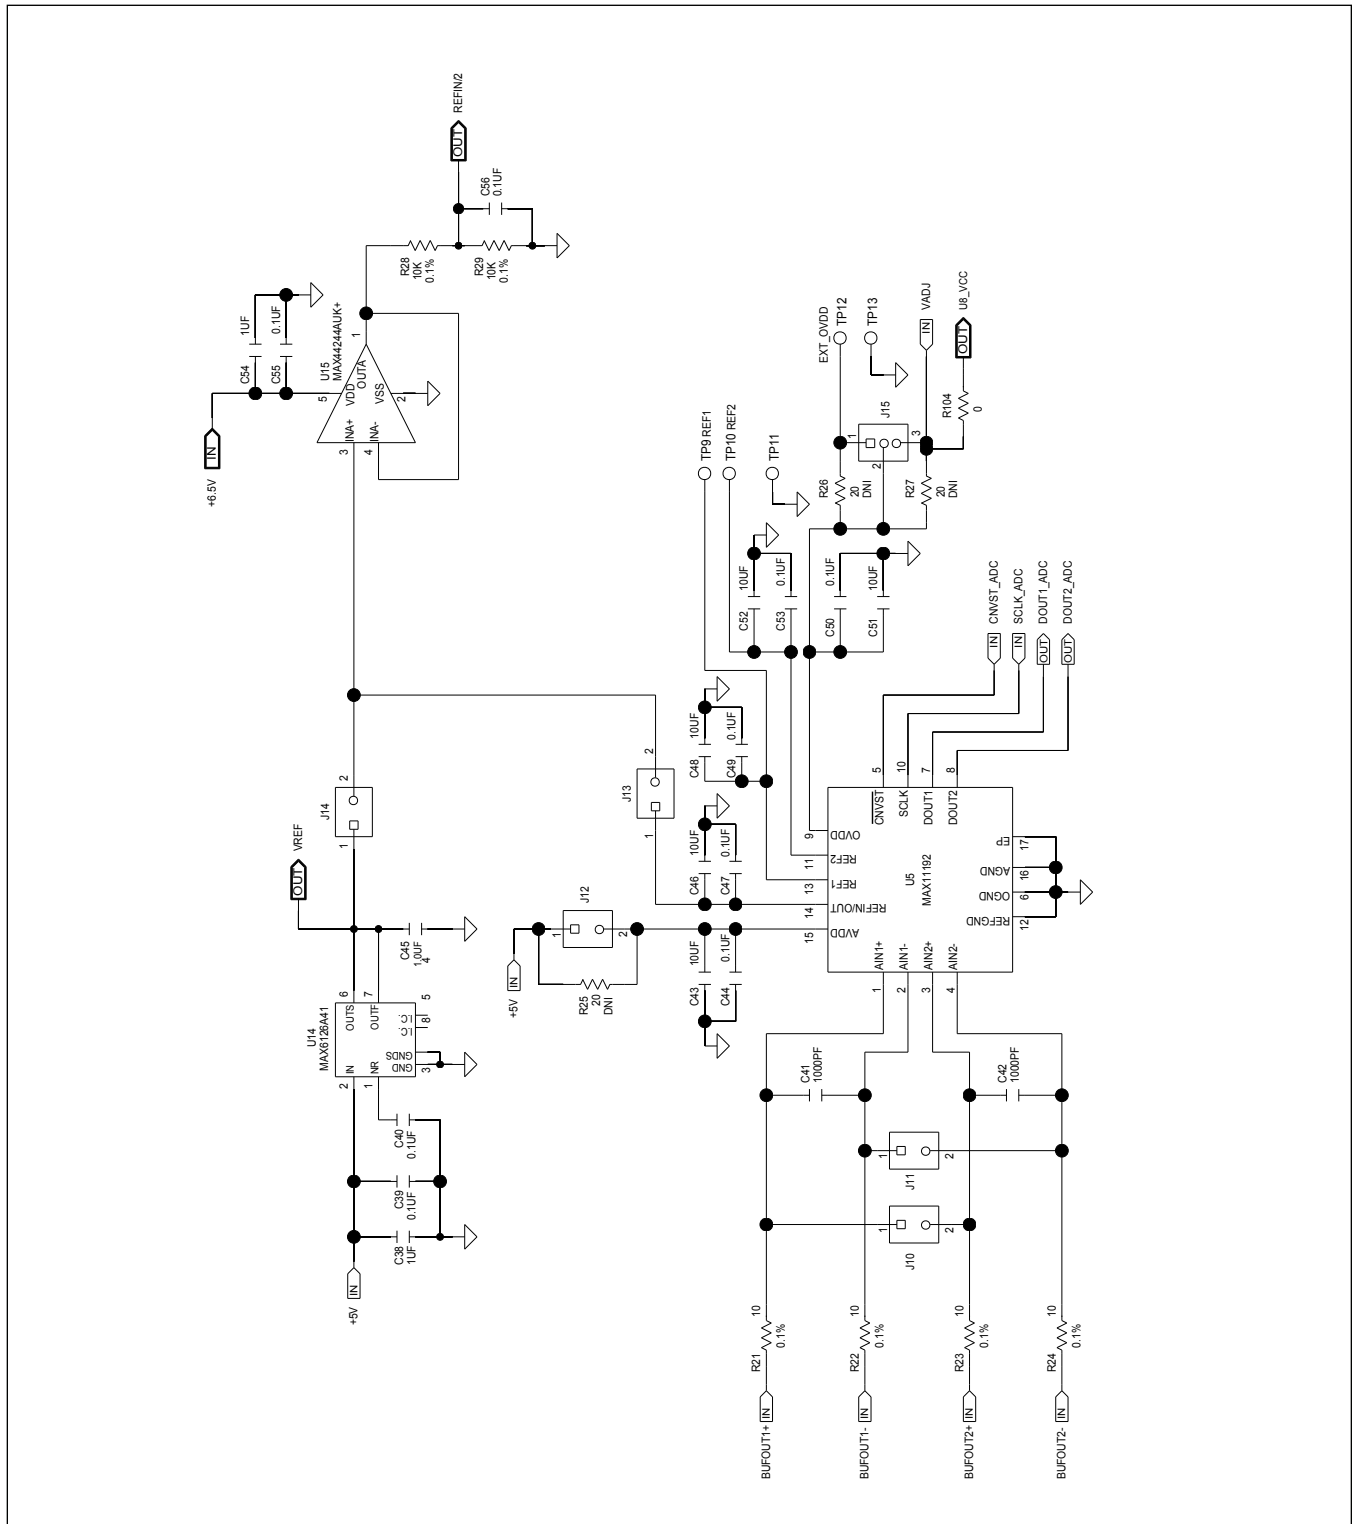 +5V
IN
C38
1UF
C39
0.1UF
C40
0.1UF
U14
MAX6126A41
2
IN
1
NR
3
GND
GNDS
I.C.
8
I.C.
5
OUTS
6
OUTF
7
C45
1.0UF
4
OUT
VREF
J14
1
2
+6.5V
IN
C54
1UF
C55
0.1UF
U15
MAX44244AUK+
5
VDD
3
INA+
4
INA-
OUTA
1
VSS
2
R28
10K
0.1%
R29
10K
0.1%
C56
0.1UF
OUT
REFIN/2
J13
1
2
+5V
IN
J12
1
2
R25
20
DNI
C43
10UF
C44
0.1UF
C46
10UF
C47
0.1UF
C48
10UF
C49
0.1UF
C52
10UF
C53
0.1UF
C50
0.1UF
C51
10UF
TP9 REF1
TP10 REF2
TP11
EXT_OVDD
TP12
TP13
R26
20
DNI
R27
20
DNI
J15
1
2
3
IN
VADJ
R104
0
OUT
U8_VCC
BUFOUT1+
IN
R21
10
0.1%
BUFOUT1-
IN
R22
10
0.1%
BUFOUT2+
IN
R23
10
0.1%
BUFOUT2-
IN
R24
10
0.1%
J10
1
2
J11
1
2
C41
1000PF
C42
1000PF
U5
MAX11192
1
AIN1+
2
AIN1-
3
AIN2+
4
AIN2-
15
AVDD
14
REFIN/OUT
13
REF1
11
REF2
9
OVDD
12
REFGND
6
OGND
16
AGND
17
EP
CNVST
5
SCLK
10
DOUT1
7
DOUT2
8
IN
CNVST_ADC
IN
SCLK_ADC
OUT
DOUT1_ADC
OUT
DOUT2_ADC